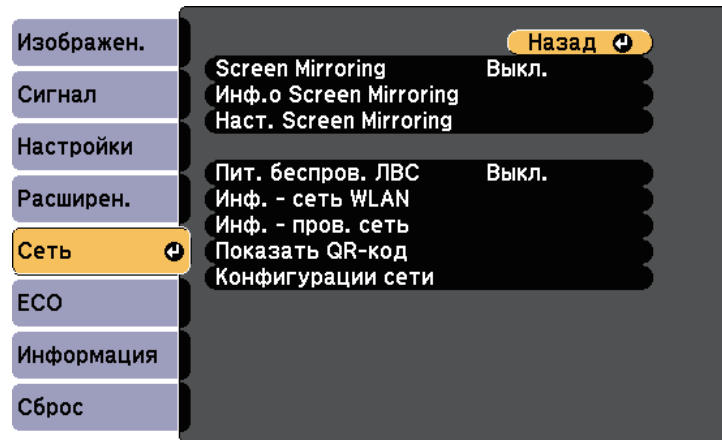 Изображен.
Сигнал
Настройки
Расширен.
Сеть
ECO
Информация
Сброс
Назад
Screen Mirroring Выкл.
Инф.о Screen Mirroring
Наст. Screen Mirroring
Пит. беспров. ЛВС Выкл.
Инф. - сеть WLAN
Инф. - пров. сеть
Показать QR-код
Конфигурации сети